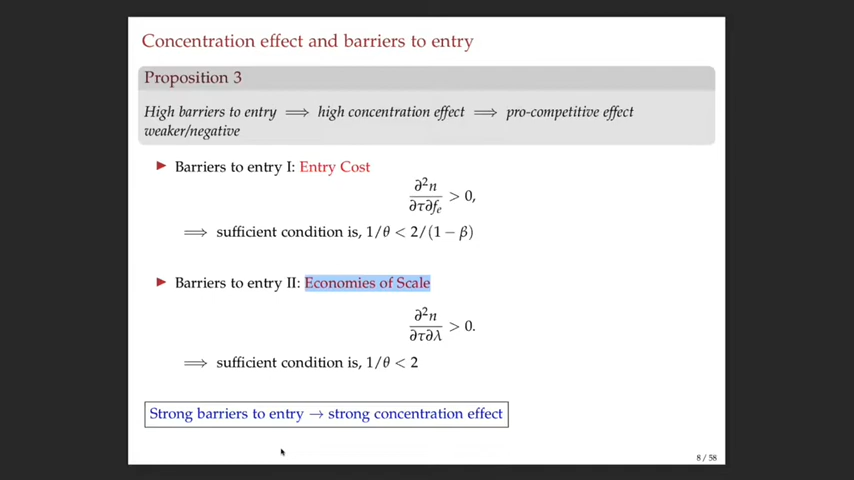 Concentration effect and barriers to entry
Proposition 3
High barriers to entry ⟹ high concentration effect ⟹ pro-competitive effect
weaker/negative
▶ Barriers to entry I: Entry Cost
∂²n/∂τ∂fₑ > 0,
⟹ sufficient condition is, 1/θ < 2/(1 − β)
▶ Barriers to entry II: Economies of Scale
∂²n/∂τ∂λ > 0.
⟹ sufficient condition is, 1/θ < 2
Strong barriers to entry → strong concentration effect
8 / 58